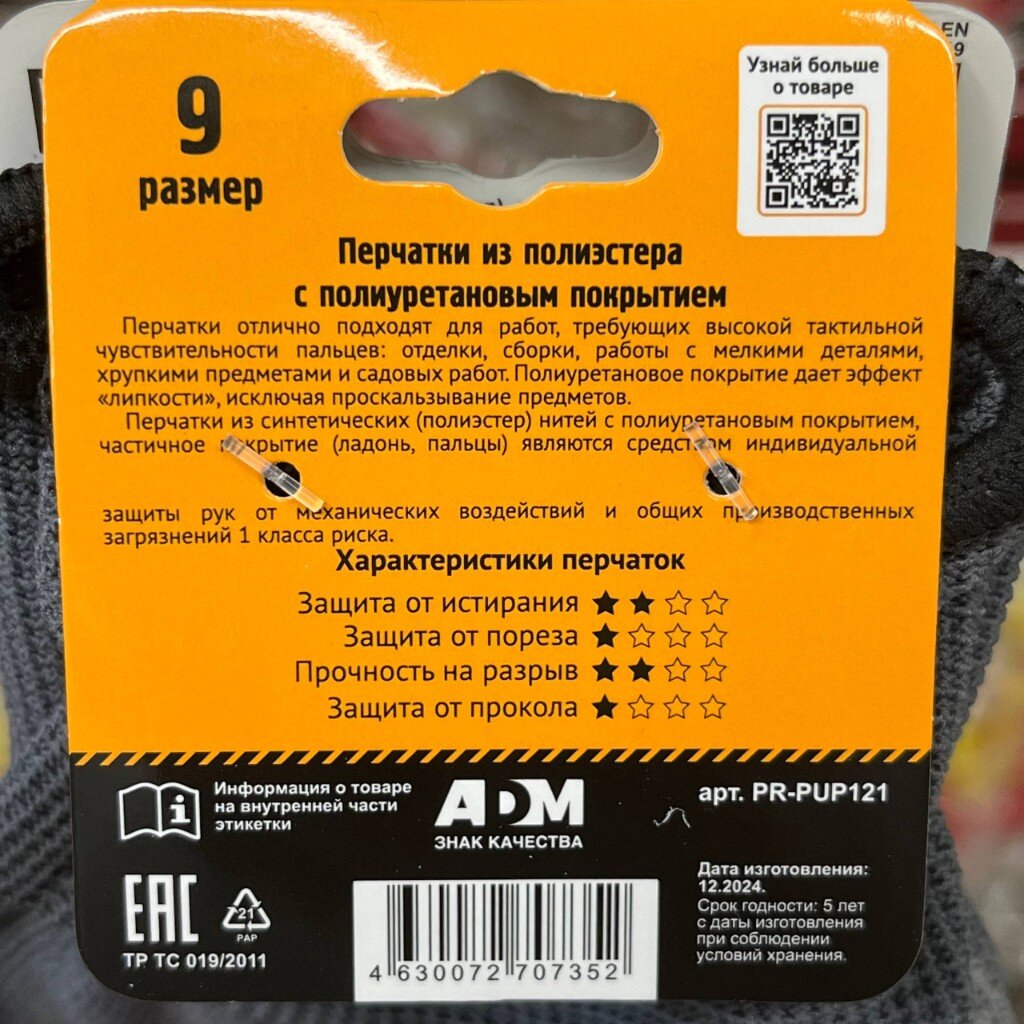 EN
9
9
размер
Узнай больше
о товаре
Перчатки из полиэстера
с полиуретановым покрытием
Перчатки отлично подходят для работ, требующих высокой тактильной
чувствительности пальцев: отделки, сборки, работы с мелкими деталями,
хрупкими предметами и садовых работ. Полиуретановое покрытие дает эффект
«липкости», исключая проскальзывание предметов.
Перчатки из синтетических (полиэстер) нитей с полиуретановым покрытием,
частичное покрытие (ладонь, пальцы) являются средством индивидуальной
защиты рук от механических воздействий и общих производственных
загрязнений 1 класса риска.
Характеристики перчаток
Защита от истирания ★★☆☆
Защита от пореза ★☆☆☆
Прочность на разрыв ★★☆☆
Защита от прокола ★☆☆☆
Информация о товаре
на внутренней части
этикетки
ADM
ЗНАК КАЧЕСТВА
арт. PR-PUP121
EAC
ТР ТС 019/2011
21
PAP
4 630072 707352
Дата изготовления:
12.2024.
Срок годности: 5 лет
с даты изготовления
при соблюдении
условий хранения.